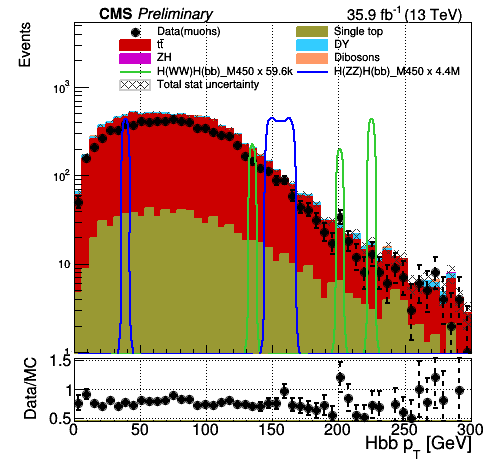 CMS Preliminary 35.9 fb⁻¹ (13 TeV)
Data(muons) Single top
tt̄ DY
ZH Dibosons
H(WW)H(bb)_M450 x 59.6k H(ZZ)H(bb)_M450 x 4.4M
Total stat uncertainty
Events
10³
10²
10
1
Data/MC
1.5
1
0.5
0 50 100 150 200 250 300
Hbb p_T [GeV]